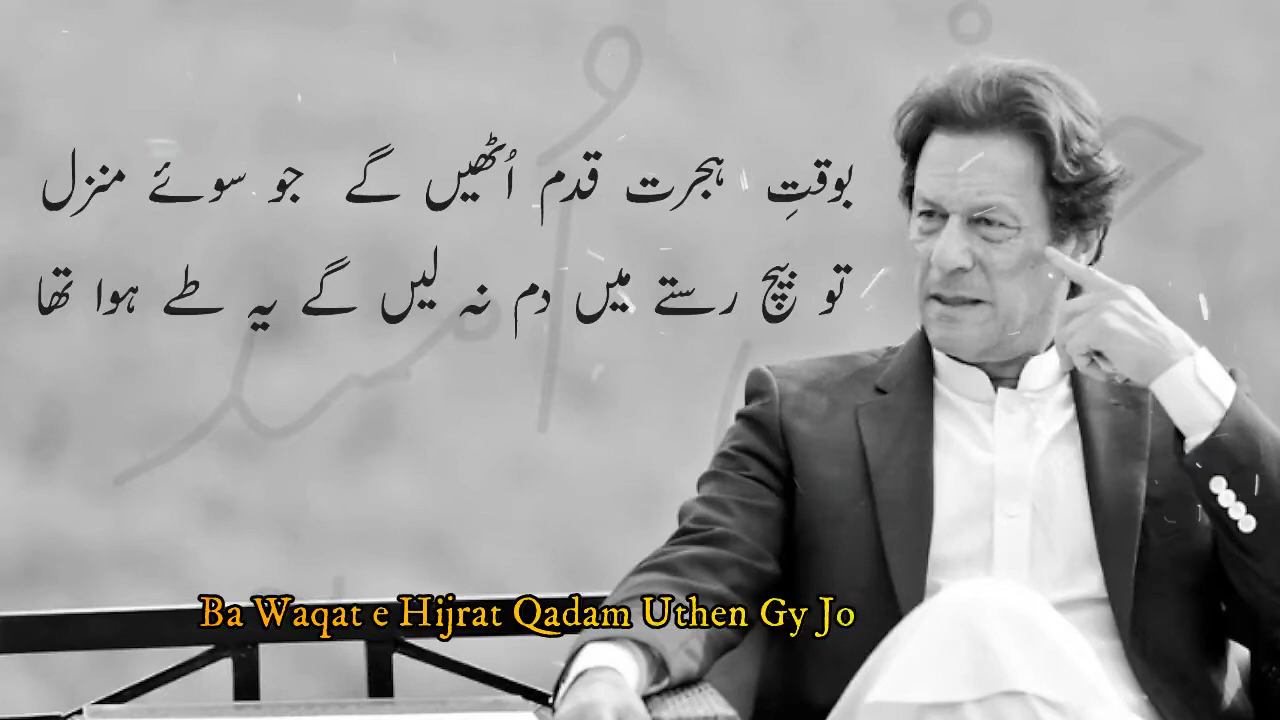 بوقتِ ہجرت قدم اُٹھیں گے جو سوئے منزل
تو بیچ رستے میں دم نہ لیں گے یہ طے ہوا تھا
Ba Waqat e Hijrat Qadam Uthen Gy Jo